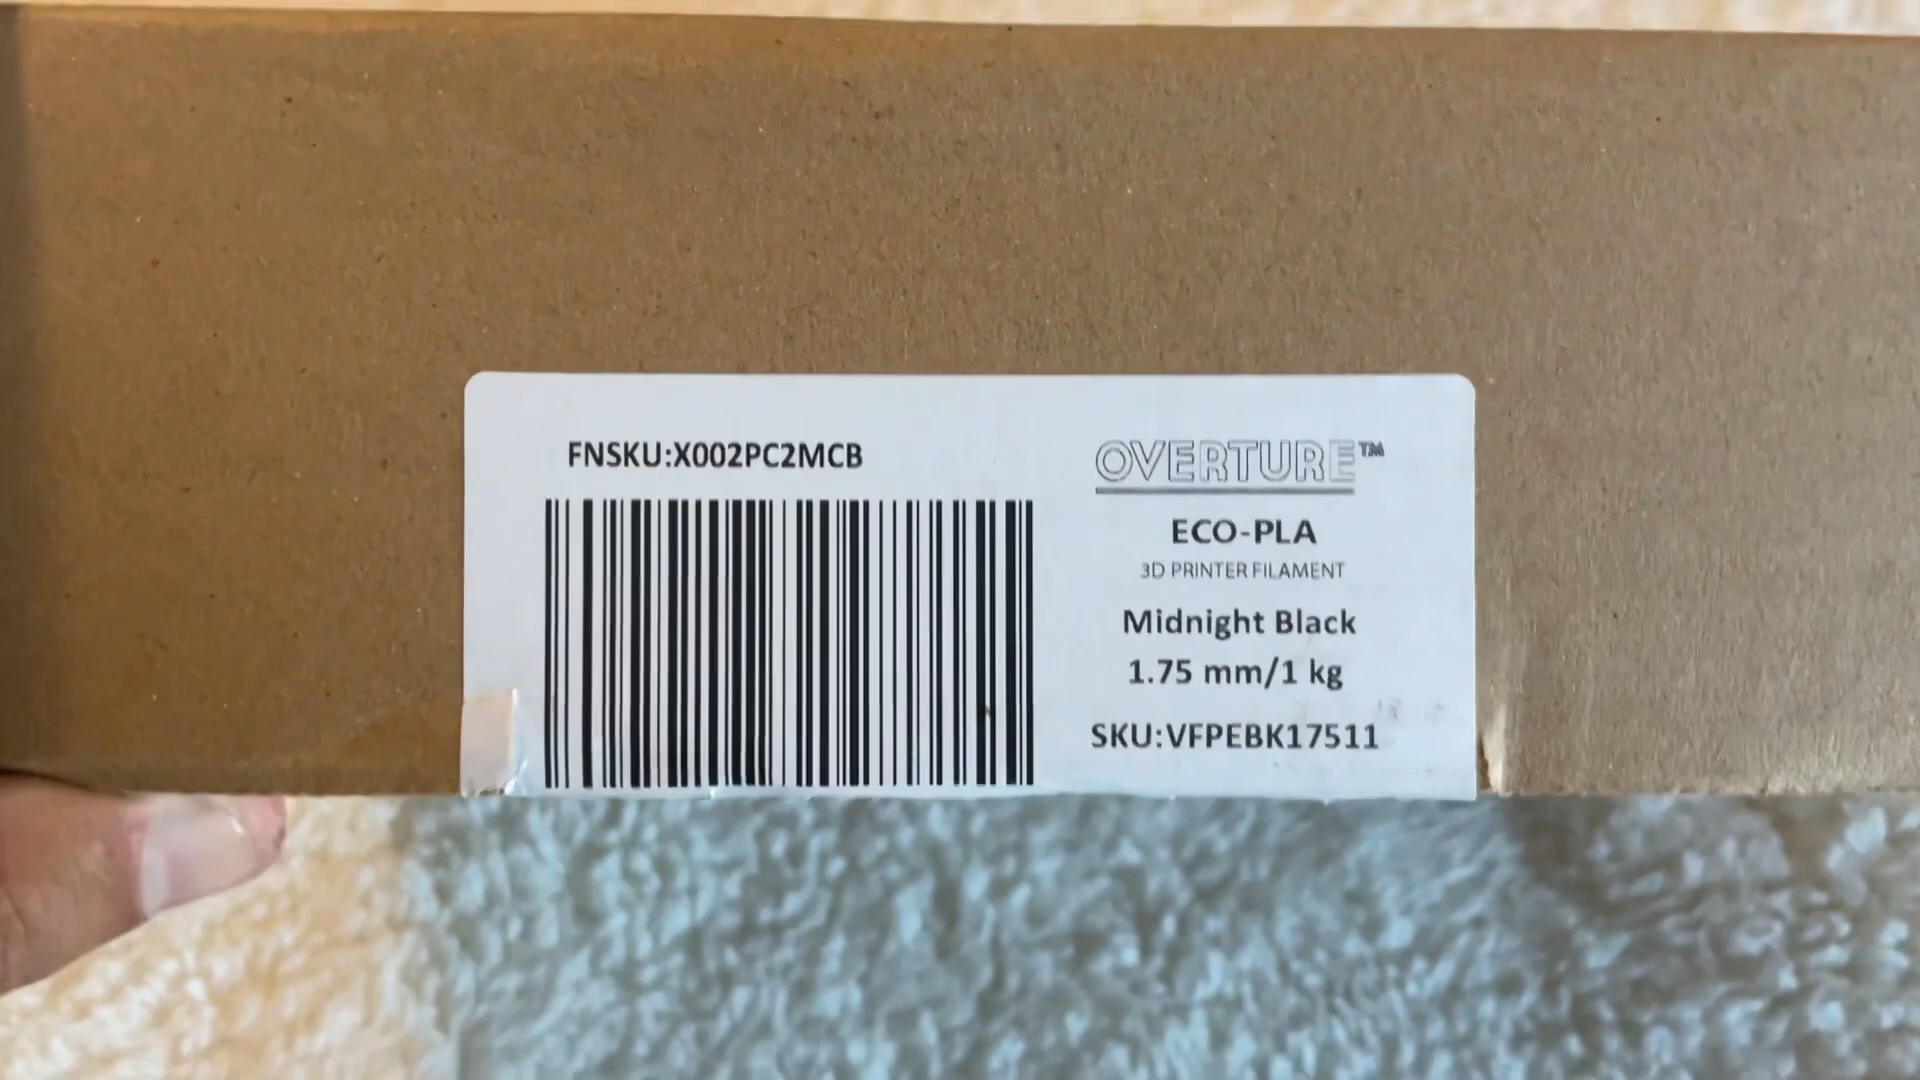 FNSKU:X002PC2MCB
OVERTURE™
ECO-PLA
3D PRINTER FILAMENT
Midnight Black
1.75 mm/1 kg
SKU:VFPEBK17511